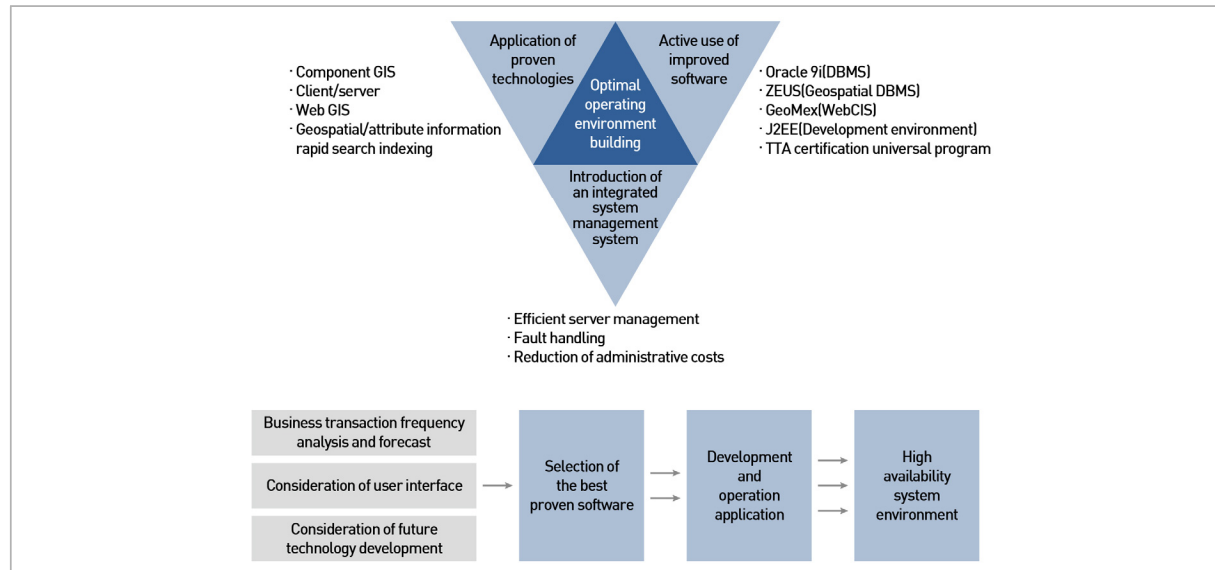 Application of
proven
technologies
Active use of
improved
software
Optimal
operating
environment
building
Introduction of
an integrated
system
management
system
· Component GIS
· Client/server
· Web GIS
· Geospatial/attribute information
rapid search indexing
· Oracle 9i(DBMS)
· ZEUS(Geospatial DBMS)
· GeoMex(WebCIS)
· J2EE(Development environment)
· TTA certification universal program
· Efficient server management
· Fault handling
· Reduction of administrative costs
Business transaction frequency
analysis and forecast
Consideration of user interface
Consideration of future
technology development
Selection of
the best
proven software
Development
and
operation
application
High
availability
system
environment